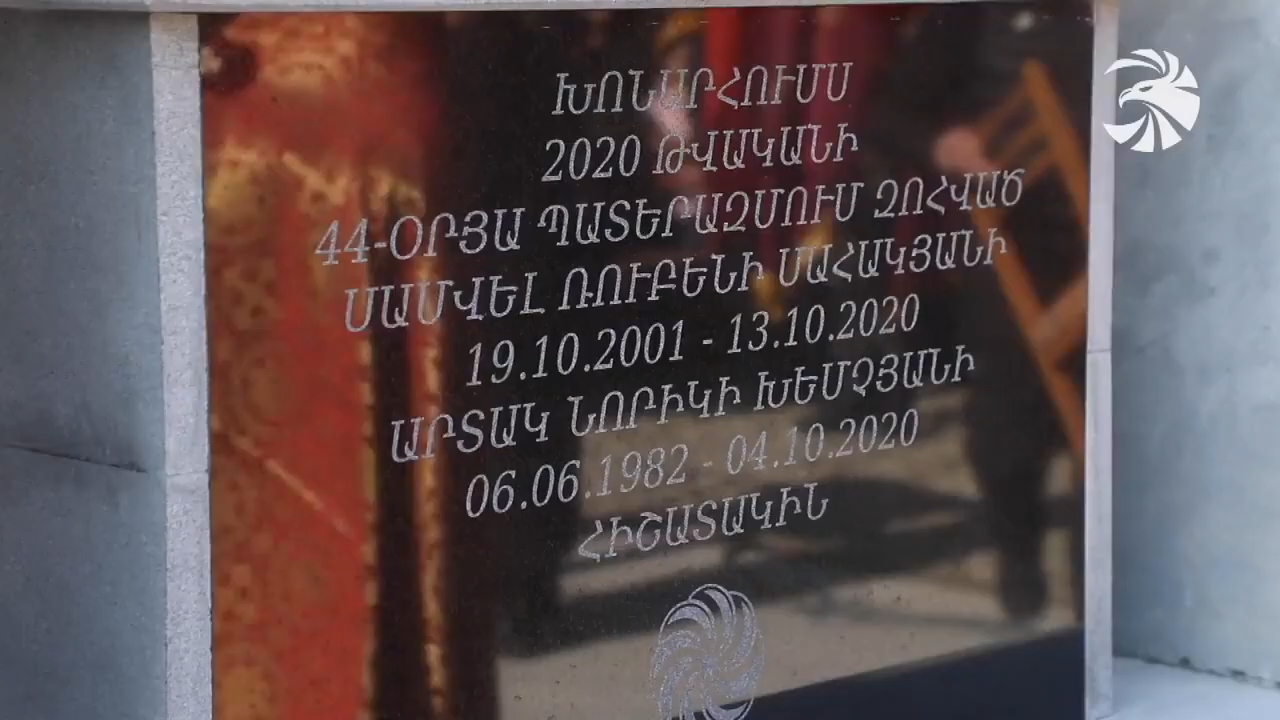 ԽՈՆԱՐՀՈՒՄՍ
2020 ԹՎԱԿԱՆԻ
44-ՕՐՅԱ ՊԱՏԵՐԱԶՄՈՒՄ ԶՈՀՎԱԾ
ՍԱՄՎԵԼ ՌՈՒԲԵՆԻ ՍԱՀԱԿՅԱՆԻ
19.10.2001 - 13.10.2020
ԱՐՏԱԿ ՆՈՐԻԿԻ ԽԵՄՉՅԱՆԻ
06.06.1982 - 04.10.2020
ՀԻՇԱՏԱԿԻՆ